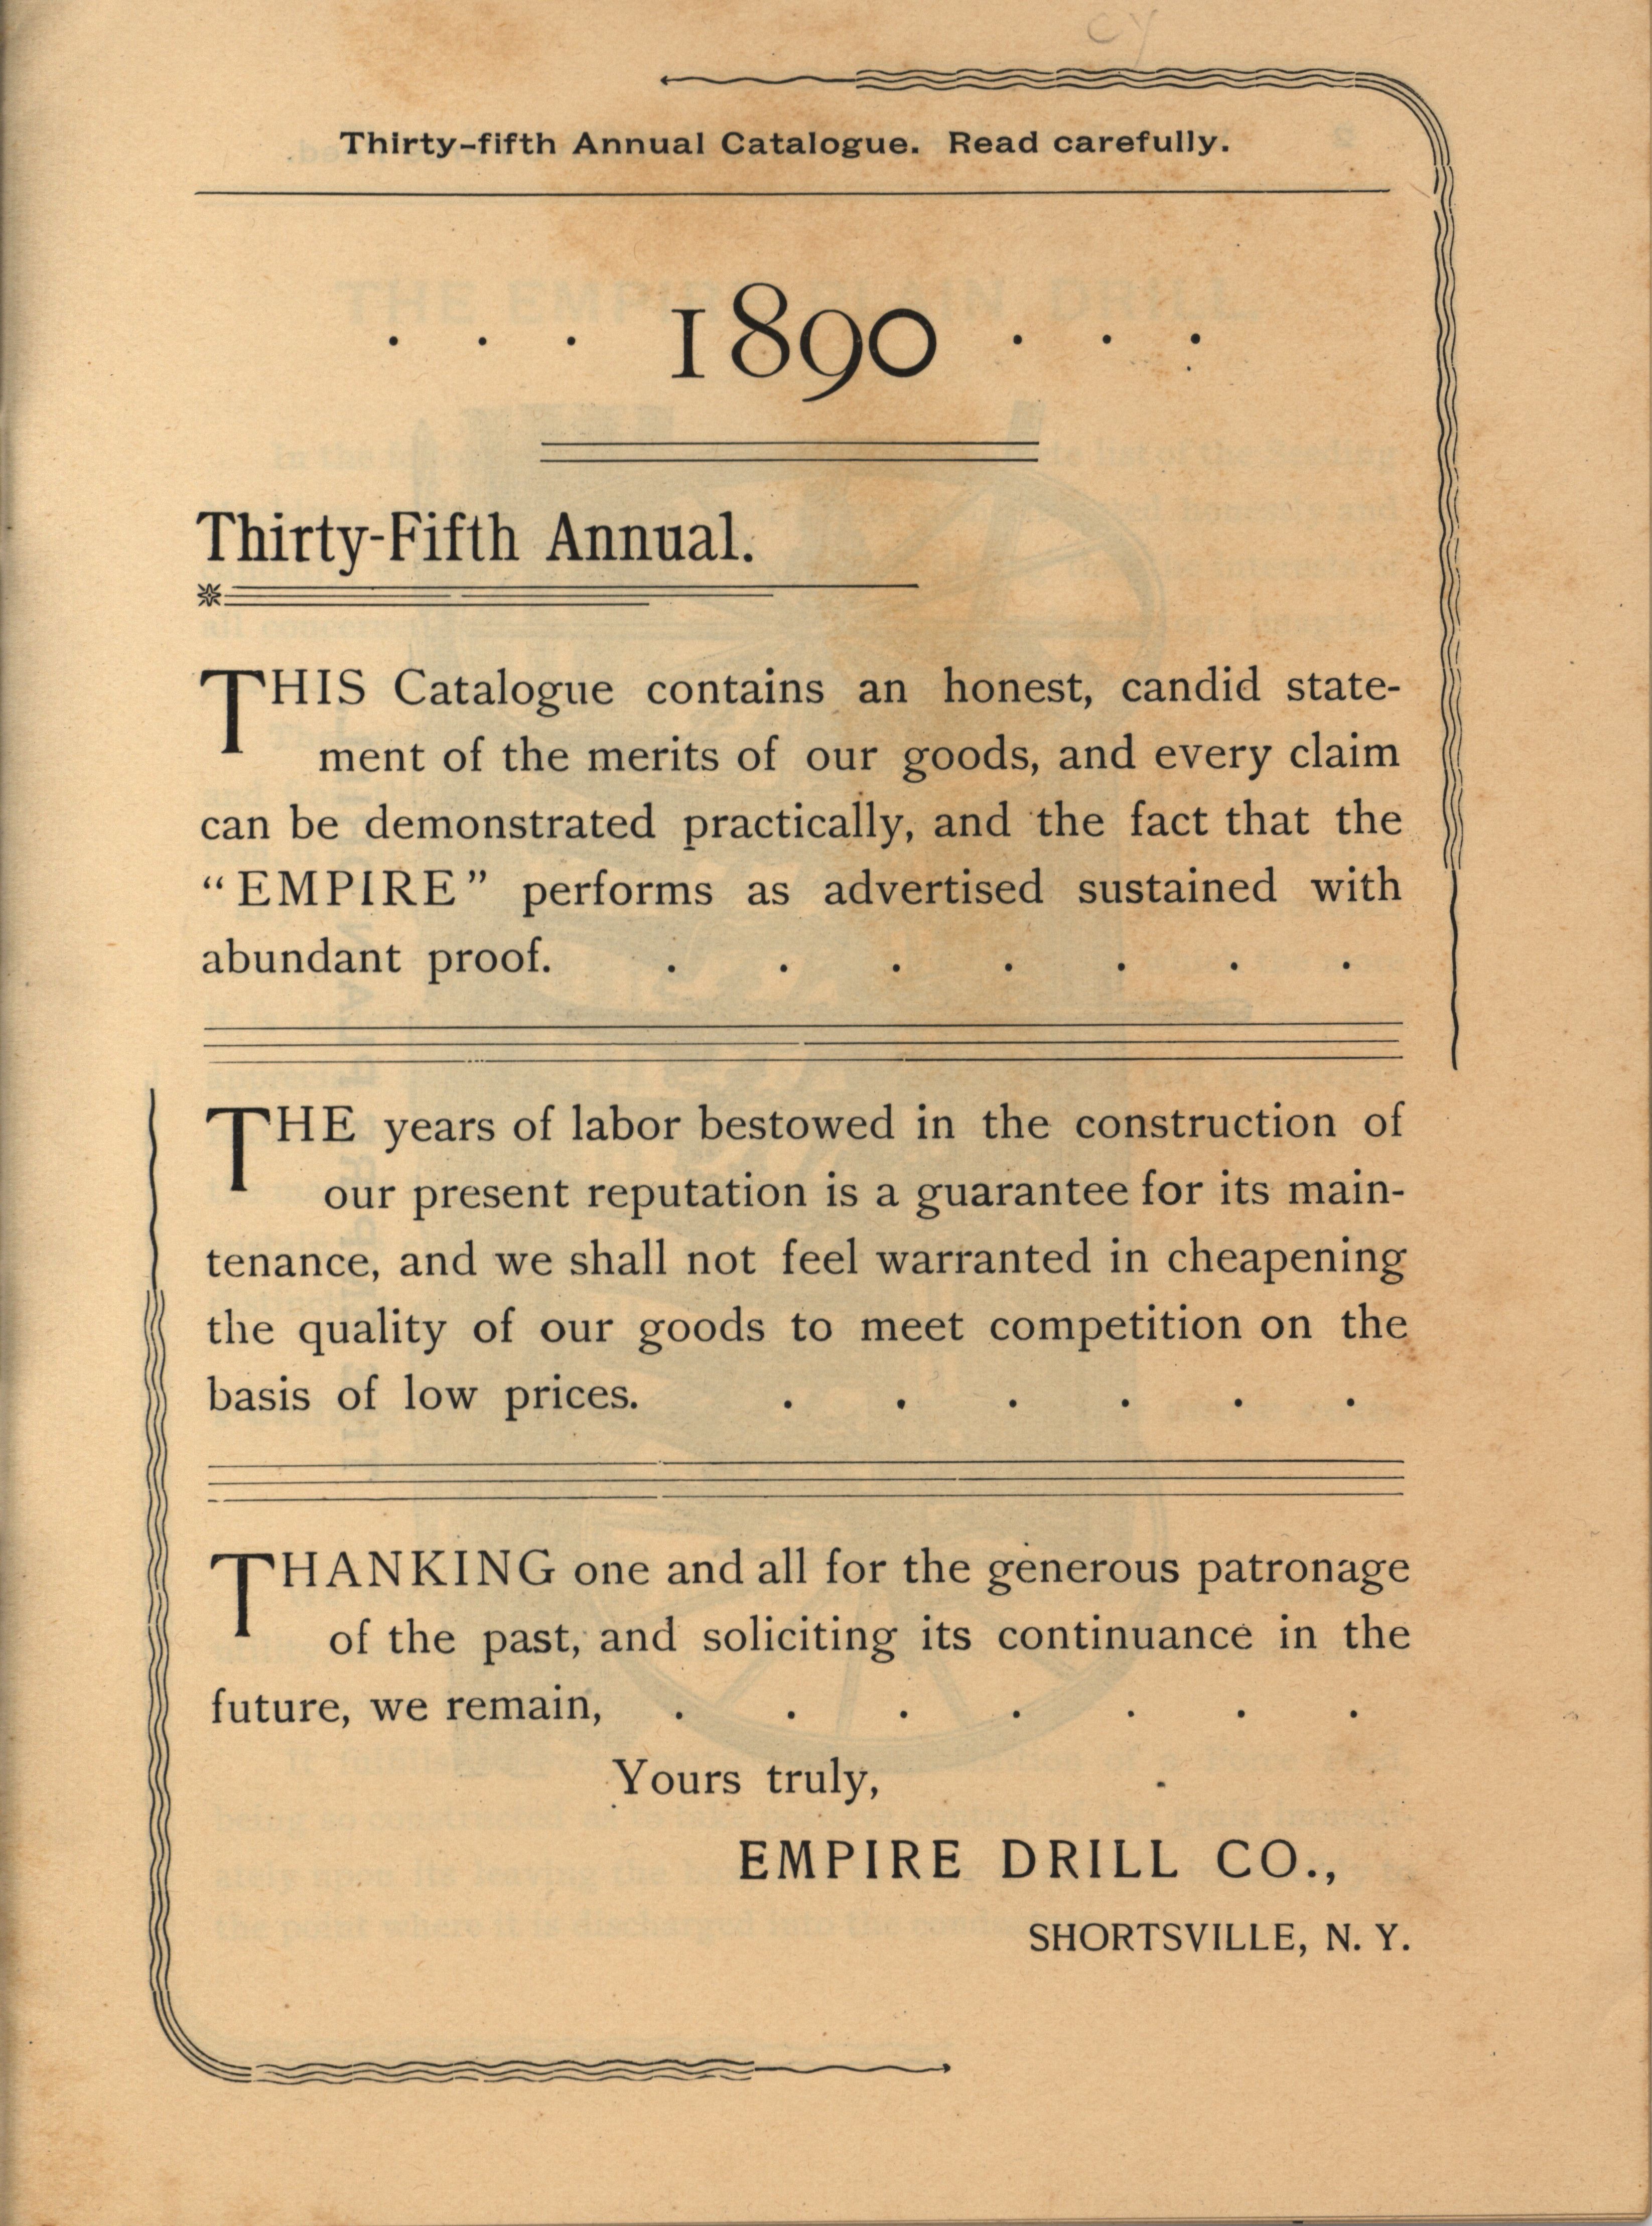 Thirty-fifth Annual Catalogue. Read carefully.
. . . 1890 . . .
Thirty-Fifth Annual.
THIS Catalogue contains an honest, candid state-
ment of the merits of our goods, and every claim
can be demonstrated practically, and the fact that the
“EMPIRE” performs as advertised sustained with
abundant proof. . . . . . . .
THE years of labor bestowed in the construction of
our present reputation is a guarantee for its main-
tenance, and we shall not feel warranted in cheapening
the quality of our goods to meet competition on the
basis of low prices. . . . . . .
THANKING one and all for the generous patronage
of the past, and soliciting its continuance in the
future, we remain, . . . . . . .
Yours truly,
EMPIRE DRILL CO.,
SHORTSVILLE, N. Y.